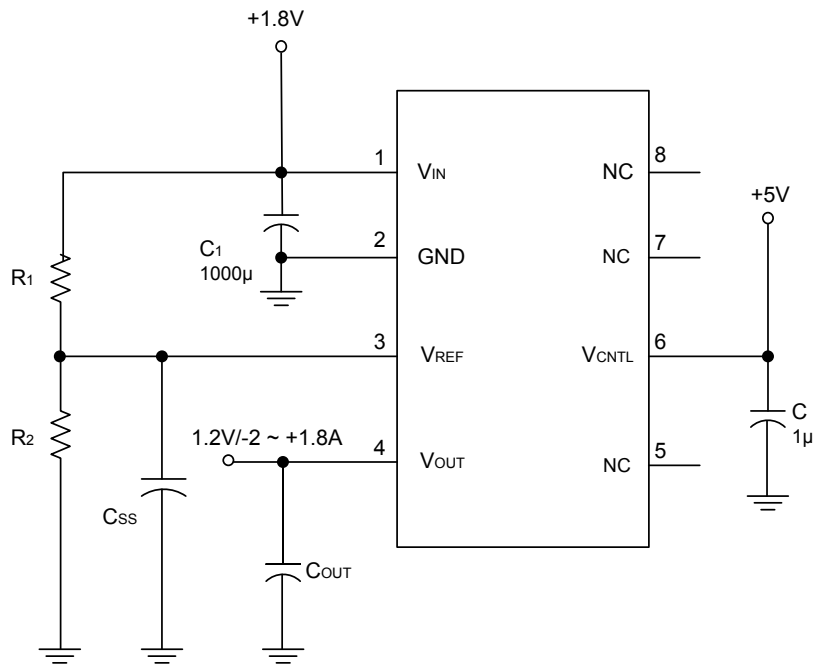 +1.8V
1
VIN
NC
8
+5V
C1
1000µ
2
GND
NC
7
R1
3
VREF
VCNTL
6
R2
1.2V/-2 ~ +1.8A
4
VOUT
NC
5
C
1µ
CSS
COUT